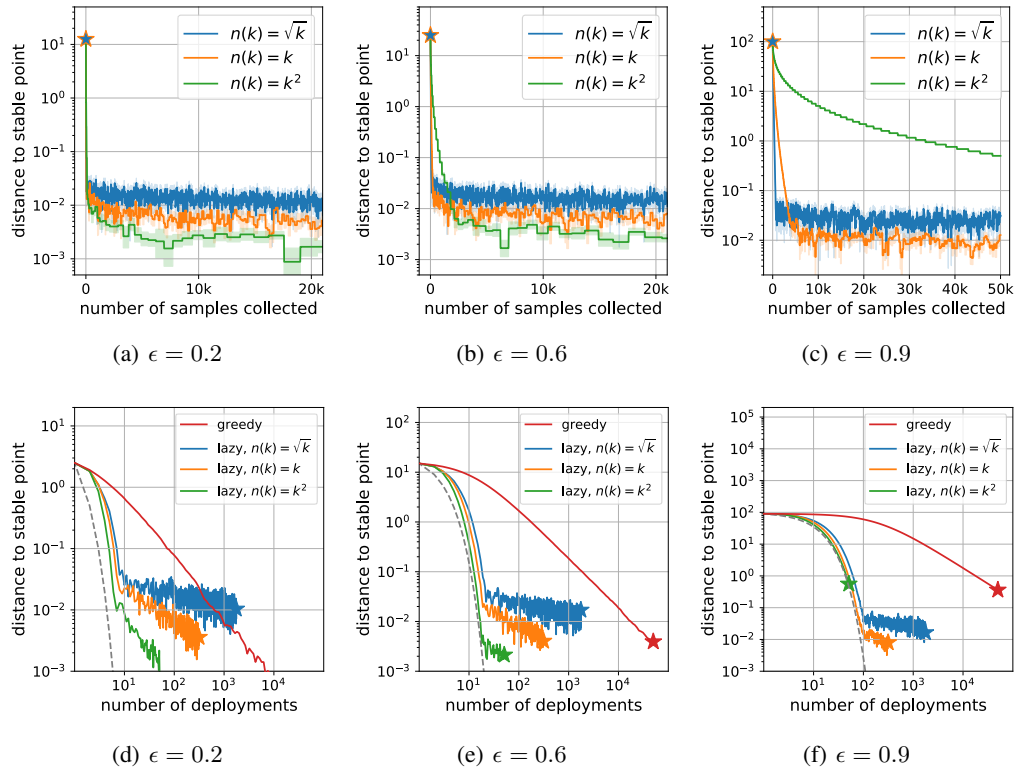 distance to stable point
10^1
10^0
10^{-1}
10^{-2}
10^{-3}
n(k) = √k
n(k) = k
n(k) = k^2
0
10k
20k
number of samples collected
(a) ϵ = 0.2
distance to stable point
10^1
10^0
10^{-1}
10^{-2}
10^{-3}
n(k) = √k
n(k) = k
n(k) = k^2
0
10k
20k
number of samples collected
(b) ϵ = 0.6
distance to stable point
10^2
10^1
10^0
10^{-1}
10^{-2}
n(k) = √k
n(k) = k
n(k) = k^2
0
10k
20k
30k
40k
50k
number of samples collected
(c) ϵ = 0.9
distance to stable point
10^1
10^0
10^{-1}
10^{-2}
10^{-3}
greedy
lazy, n(k) = √k
lazy, n(k) = k
lazy, n(k) = k^2
10^1
10^2
10^3
10^4
number of deployments
(d) ϵ = 0.2
distance to stable point
10^2
10^1
10^0
10^{-1}
10^{-2}
10^{-3}
greedy
lazy, n(k) = √k
lazy, n(k) = k
lazy, n(k) = k^2
10^1
10^2
10^3
10^4
number of deployments
(e) ϵ = 0.6
distance to stable point
10^5
10^4
10^3
10^2
10^1
10^0
10^{-1}
10^{-2}
10^{-3}
greedy
lazy, n(k) = √k
lazy, n(k) = k
lazy, n(k) = k^2
10^1
10^2
10^3
10^4
number of deployments
(f) ϵ = 0.9